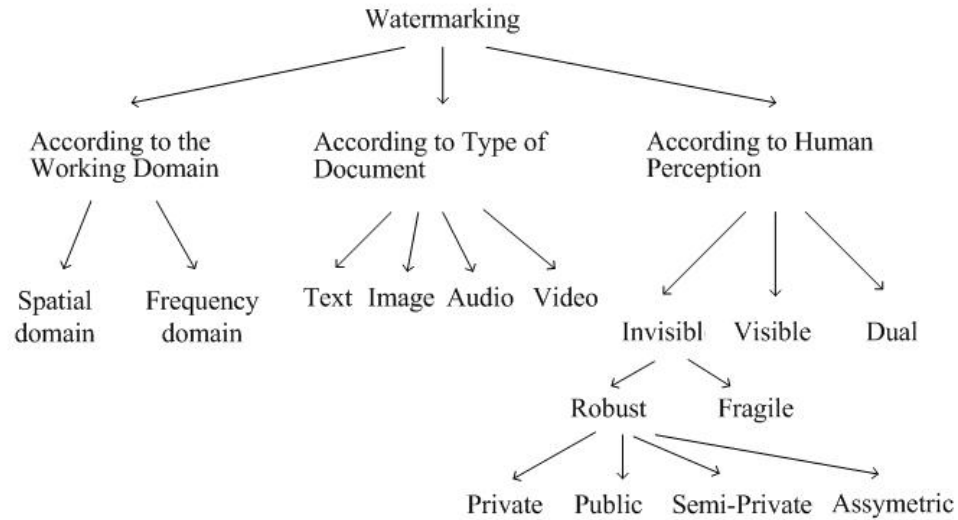 Watermarking
According to the
Working Domain
According to Type of
Document
According to Human
Perception
Spatial
domain
Frequency
domain
Text Image Audio Video
Invisibl Visible Dual
Robust Fragile
Private Public Semi-Private Assymetric